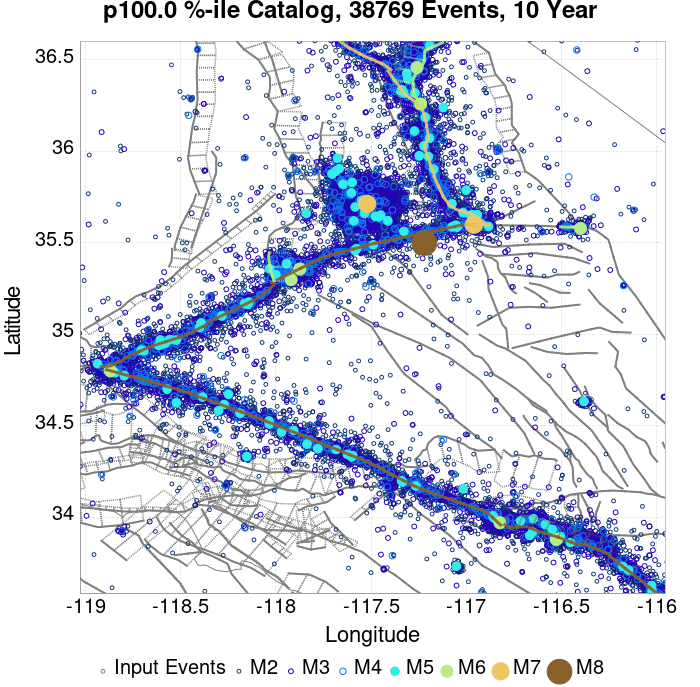 p100.0 %-ile Catalog, 38769 Events, 10 Year
36.5
36
35.5
35
34.5
34
Latitude
-119 -118.5 -118 -117.5 -117 -116.5 -116
Longitude
Input Events M2 M3 M4 M5 M6 M7 M8